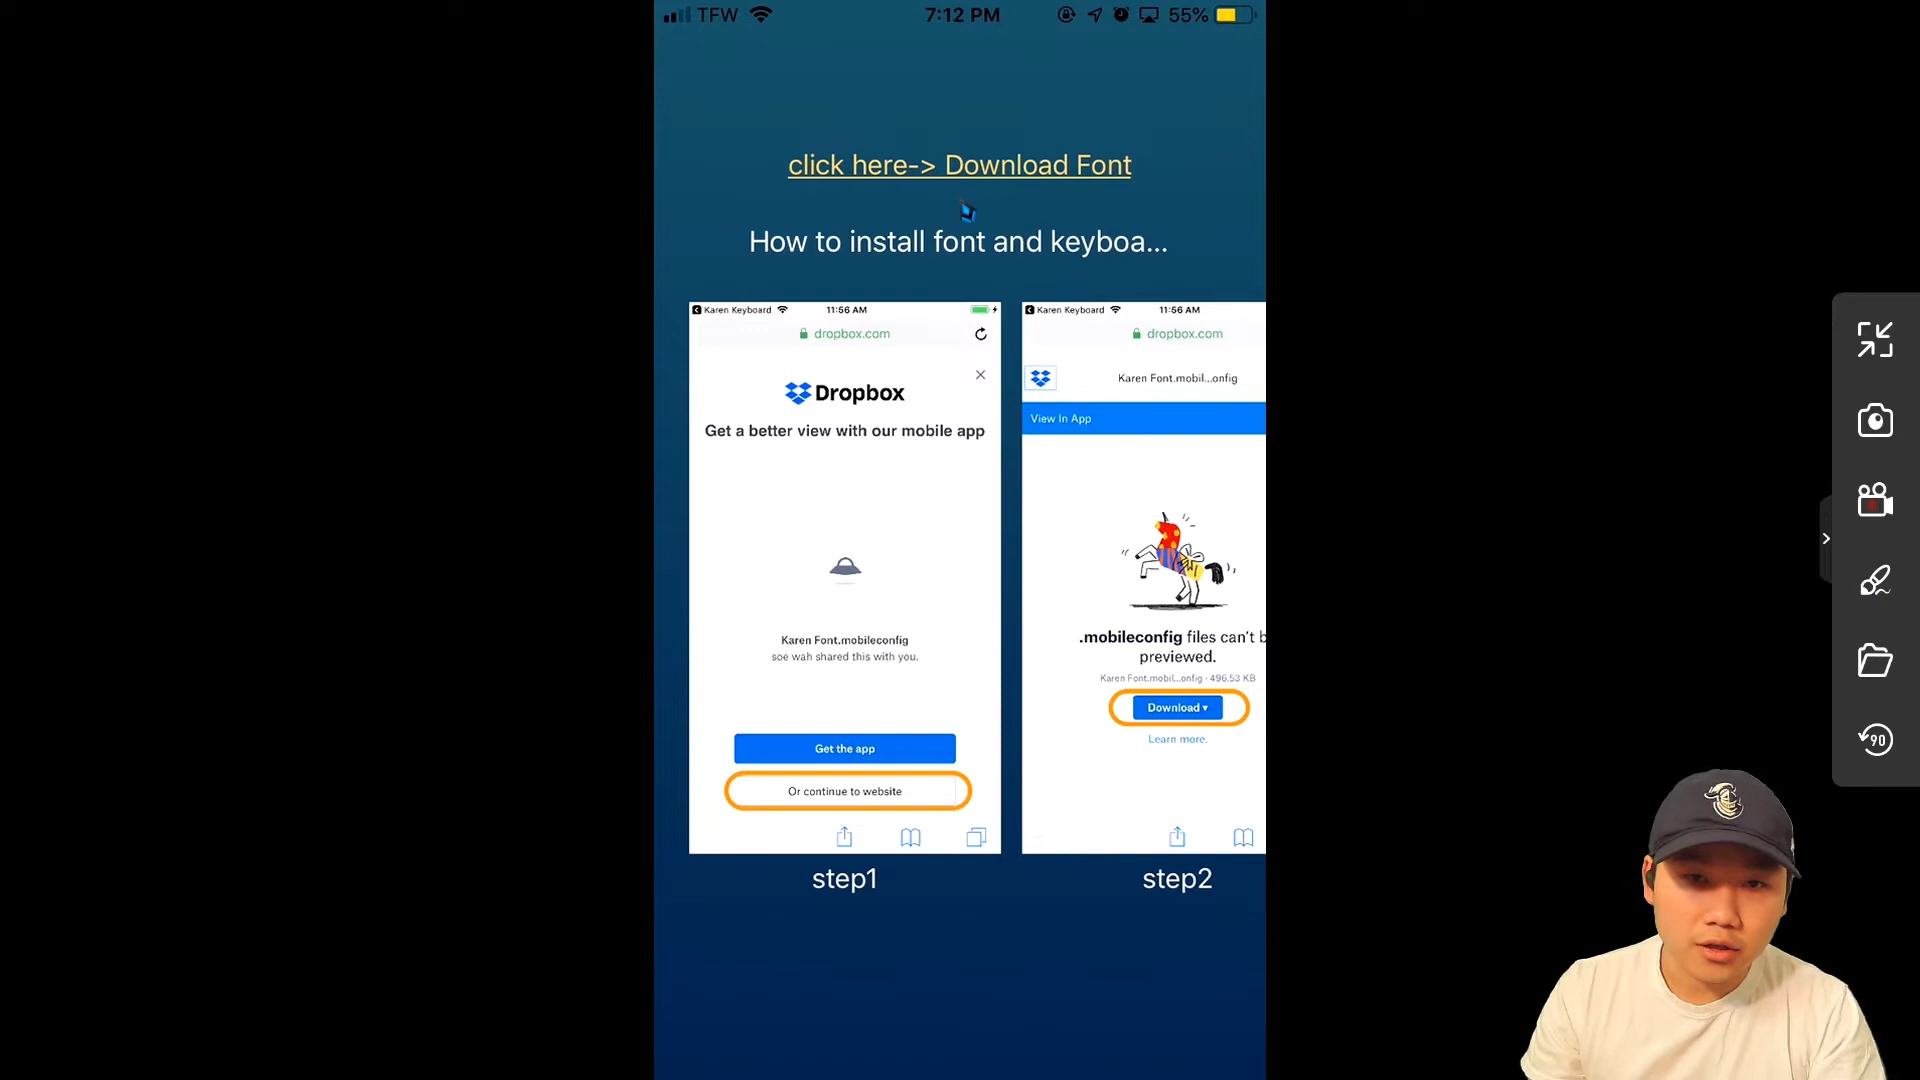 TFW 7:12 PM 55%
click here-> Download Font
How to install font and keyboa...
Karen Keyboard 11:56 AM
dropbox.com
Dropbox
Get a better view with our mobile app
Karen Font.mobileconfig
soe wah shared this with you.
Get the app
Or continue to website
step1
Karen Keyboard 11:56 AM
dropbox.com
Karen Font.mobil...onfig
View In App
.mobileconfig files can't b
previewed.
Karen Font.mobil...onfig · 496.53 KB
Download ▾
Learn more.
step2
90